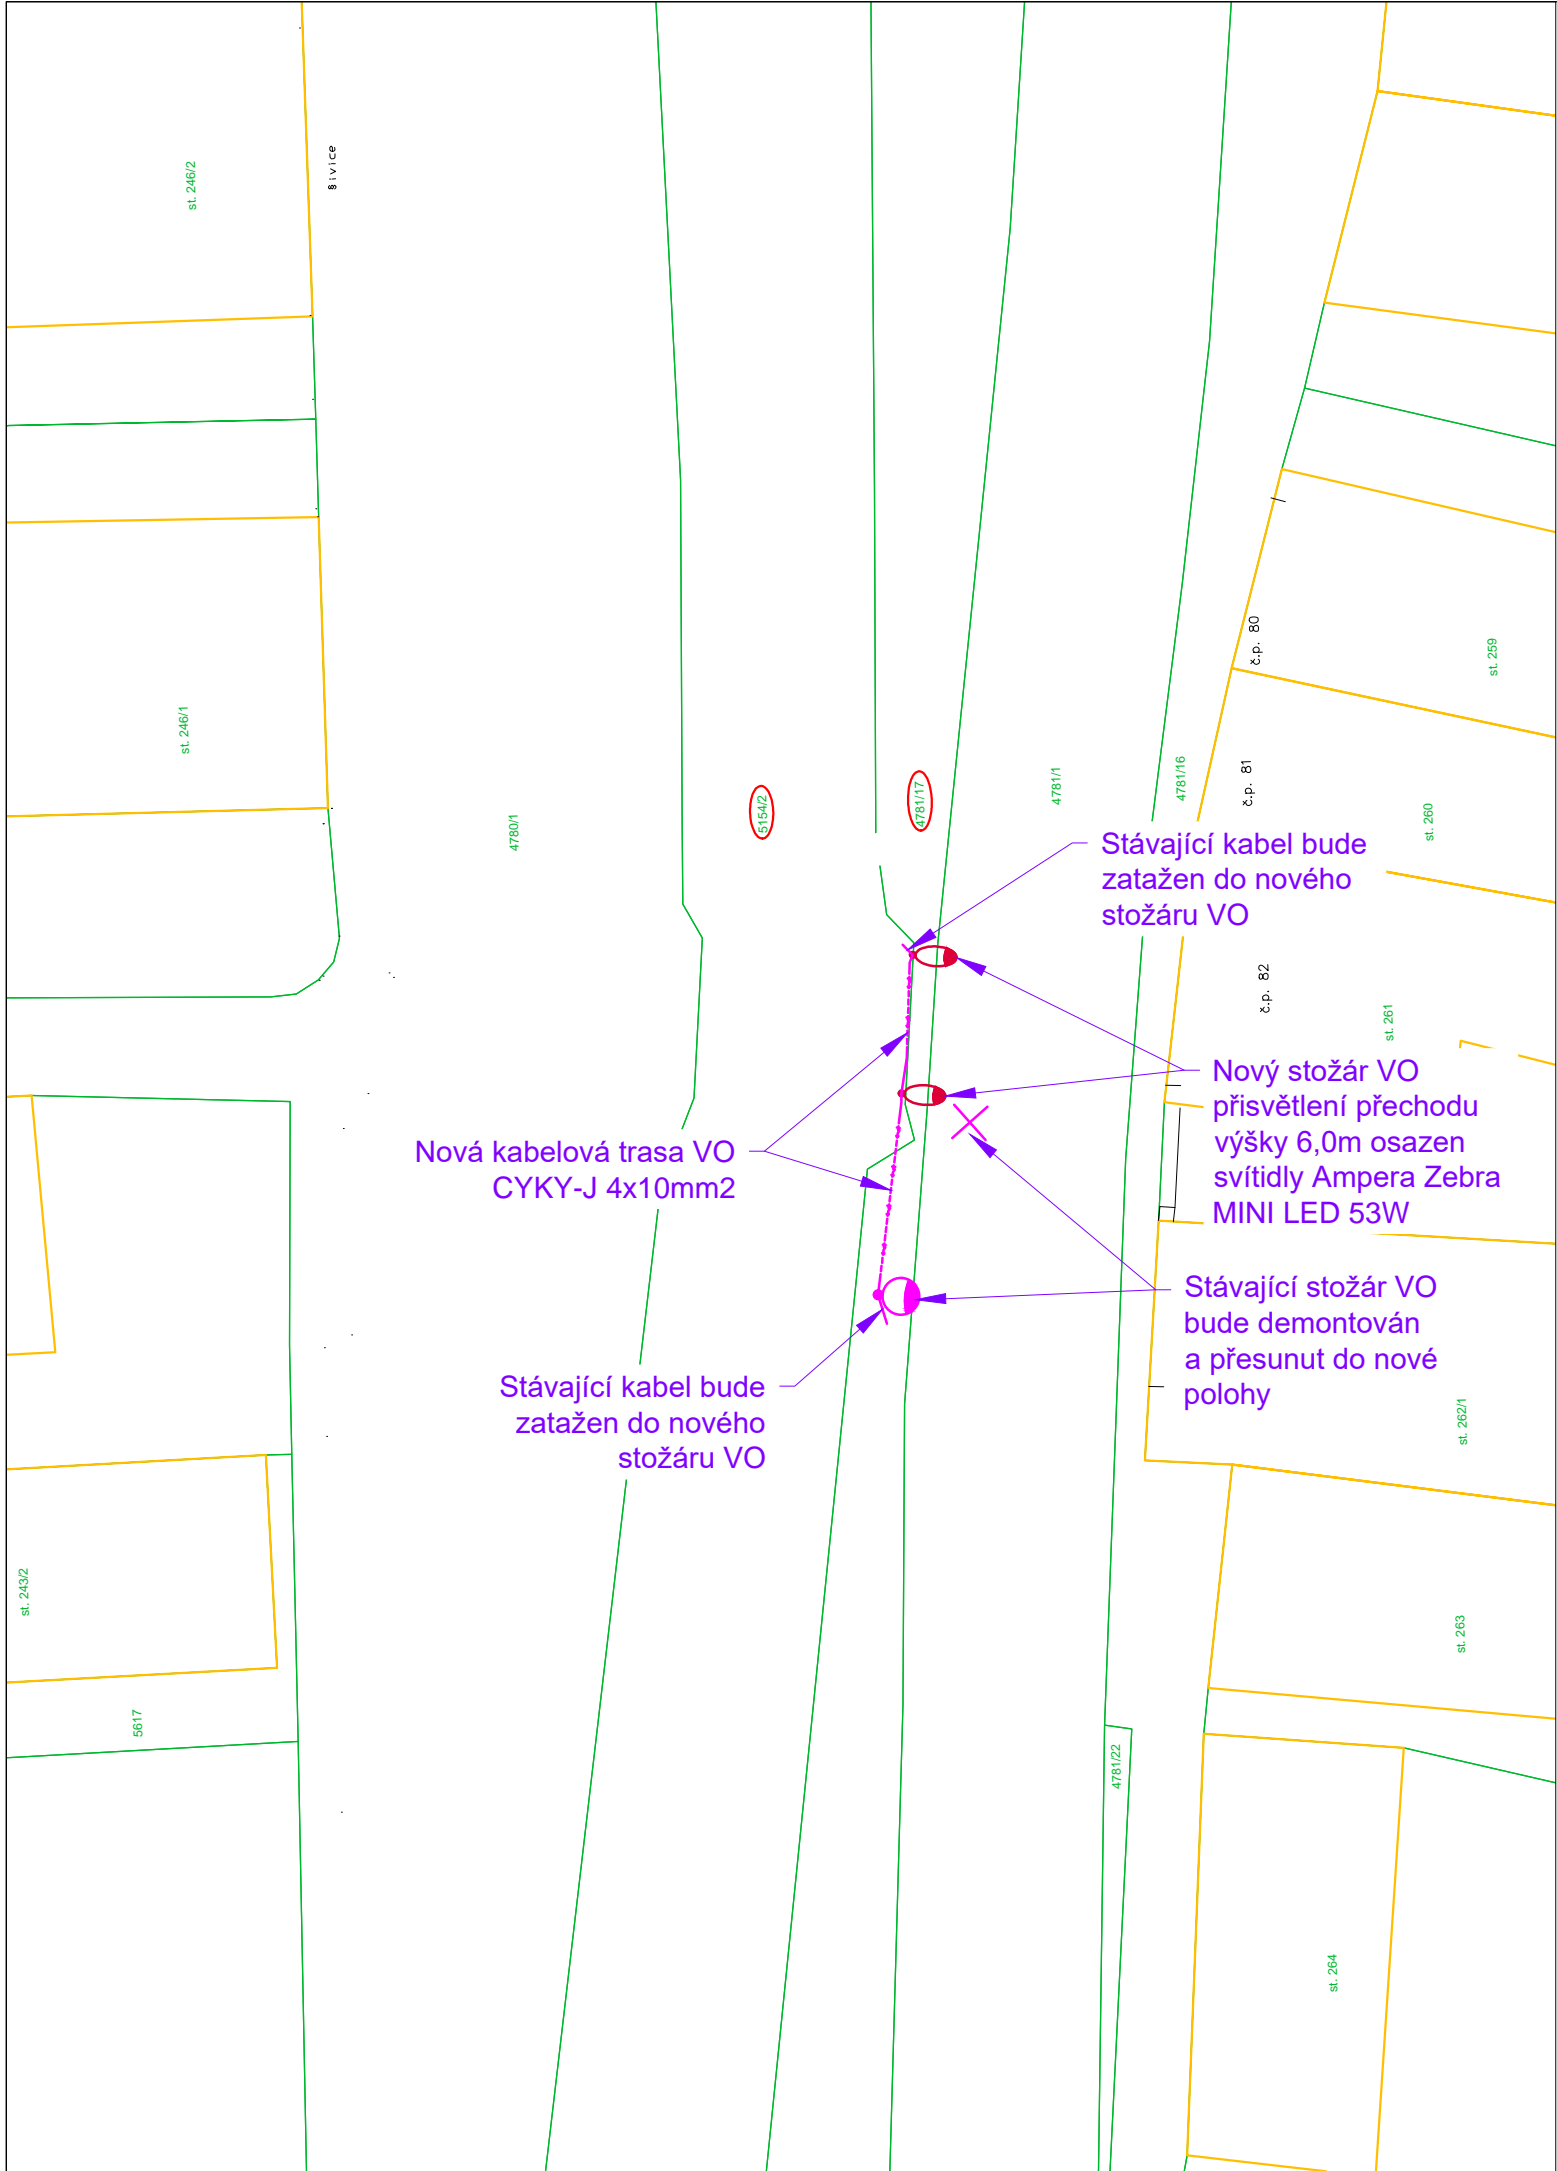 st. 246/2
Sivice
st. 246/1
4780/1
5154/2
4781/17
4781/1
4781/16
č.p. 80
č.p. 81
č.p. 82
st. 259
st. 260
st. 261
Stávající kabel bude
zatažen do nového
stožáru VO
Nový stožár VO
přisvětlení přechodu
výšky 6,0m osazen
svítidly Ampera Zebra
MINI LED 53W
Nová kabelová trasa VO
CYKY-J 4x10mm2
Stávající stožár VO
bude demontován
a přesunut do nové
polohy
Stávající kabel bude
zatažen do nového
stožáru VO
st. 262/1
st. 243/2
st. 263
5617
4781/22
st. 264